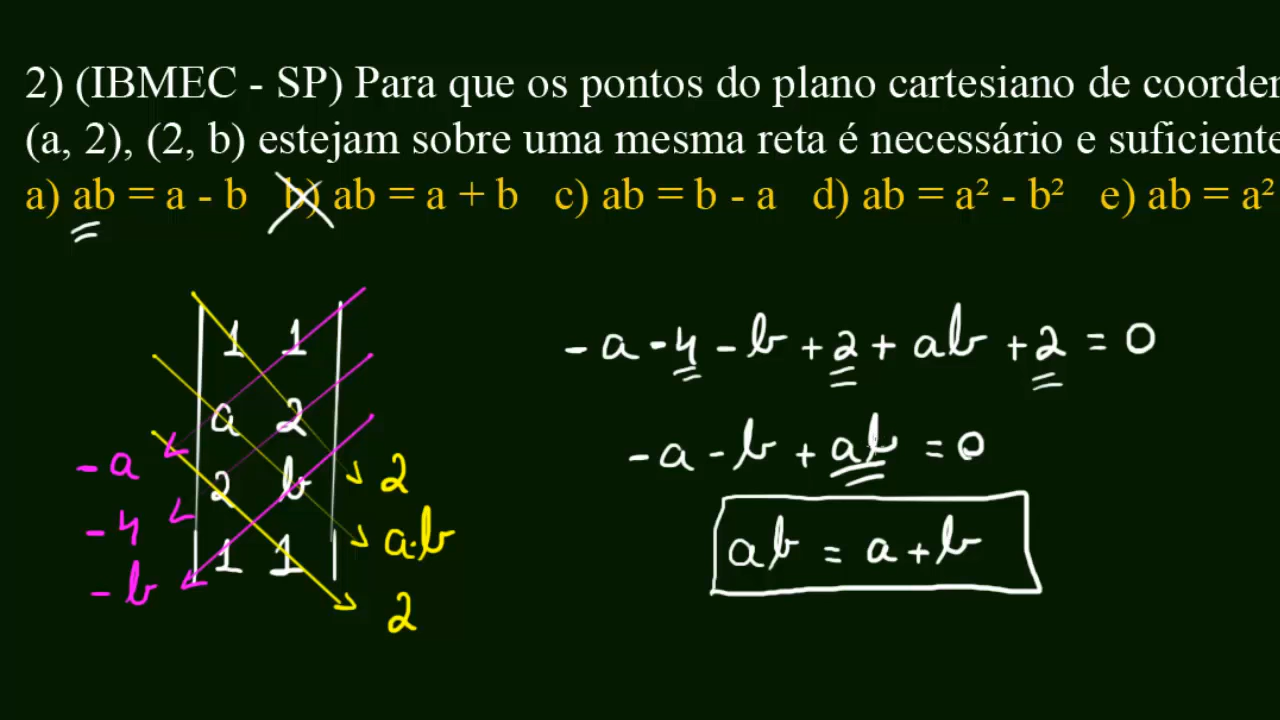 2) (IBMEC - SP) Para que os pontos do plano cartesiano de coorden
(a, 2), (2, b) estejam sobre uma mesma reta é necessário e suficiente
a) ab = a - b b) ab = a + b c) ab = b - a d) ab = a² - b² e) ab = a²
1 1
a 2
2 b
1 1
-a
-4
-b
2
a.b
2
-a-4-b+2+ab+2=0
-a-b+ab=0
ab = a+b